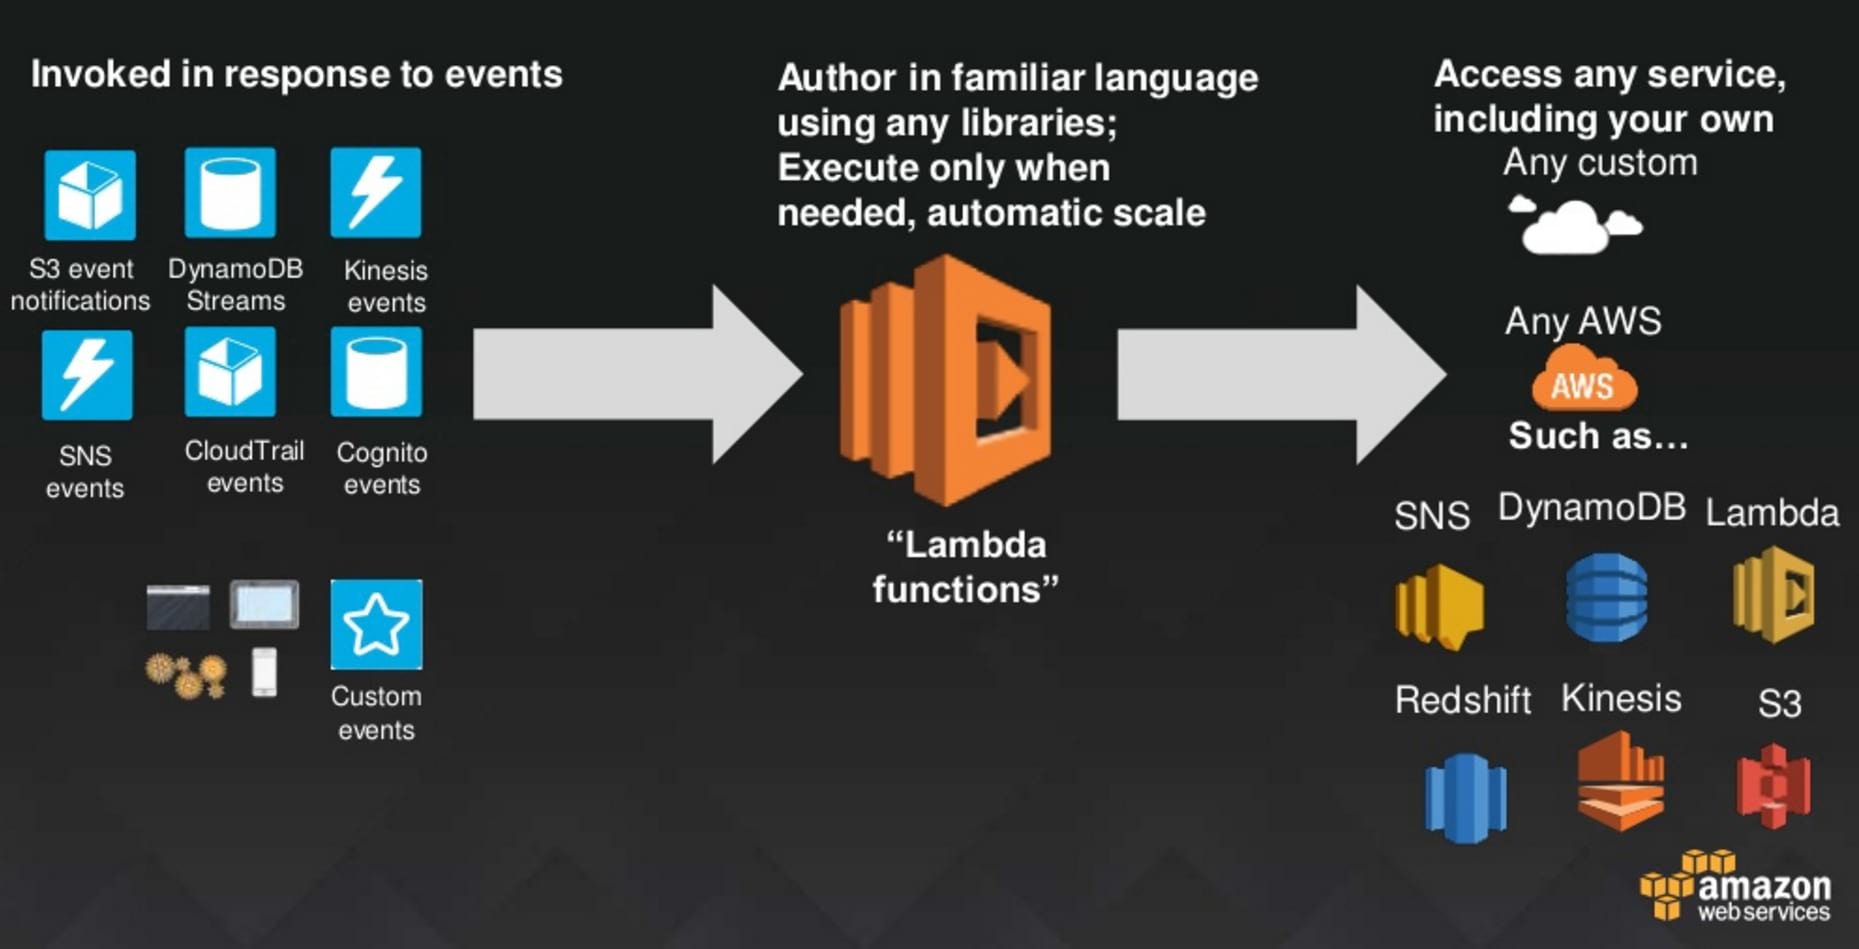 Invoked in response to events
S3 event
notifications
DynamoDB
Streams
Kinesis
events
SNS
events
CloudTrail
events
Cognito
events
Custom
events
Author in familiar language
using any libraries;
Execute only when
needed, automatic scale
“Lambda
functions”
Access any service,
including your own
Any custom
Any AWS
AWS
Such as…
SNS
DynamoDB
Lambda
Redshift
Kinesis
S3
amazon
web services